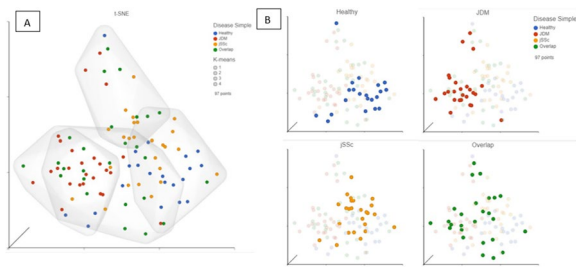 A
t-SNE
Disease Simple
Healthy
JDM
jSSc
Overlap
K-means
1
2
3
4
97 points
B
Healthy
JDM
Disease Simple
Healthy
JDM
jSSc
Overlap
97 points
jSSc
Overlap